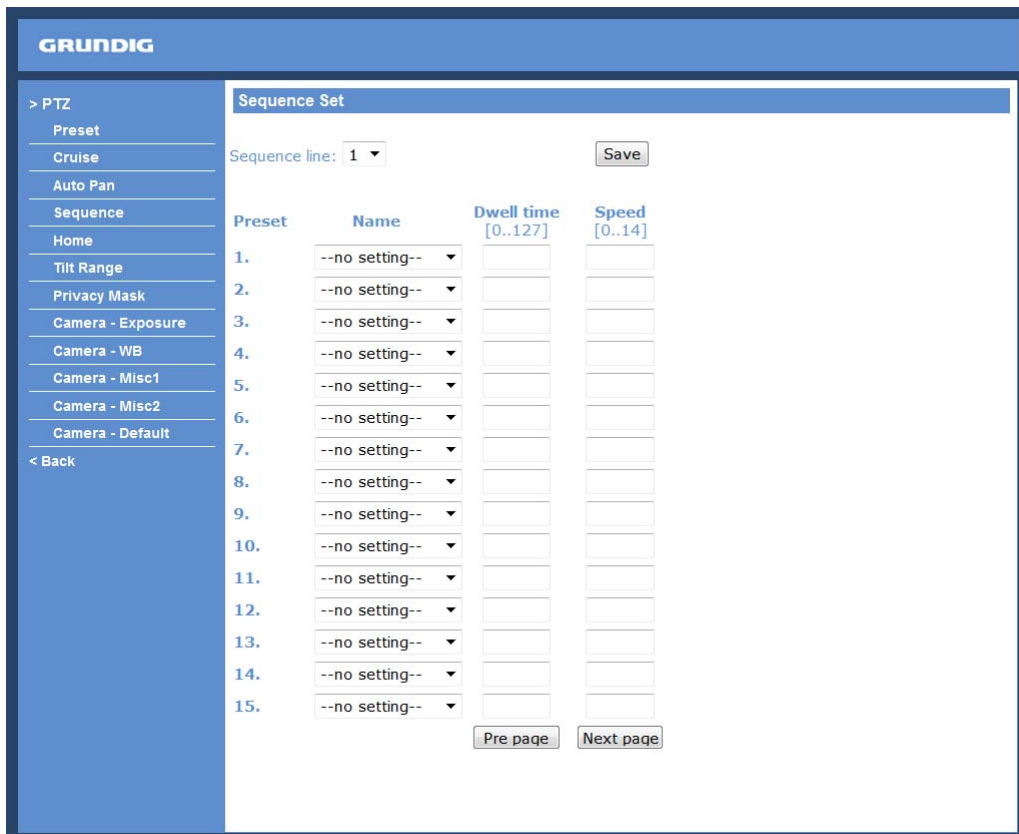 GRUNDIG
> PTZ
Preset
Cruise
Auto Pan
Sequence
Home
Tilt Range
Privacy Mask
Camera - Exposure
Camera - WB
Camera - Misc1
Camera - Misc2
Camera - Default
< Back
Sequence Set
Sequence line: 1 Save
Preset Name Dwell time [0..127] Speed [0..14]
1. --no setting--
2. --no setting--
3. --no setting--
4. --no setting--
5. --no setting--
6. --no setting--
7. --no setting--
8. --no setting--
9. --no setting--
10. --no setting--
11. --no setting--
12. --no setting--
13. --no setting--
14. --no setting--
15. --no setting--
Pre page Next page